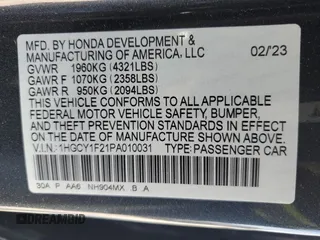 MFD. BY HONDA DEVELOPMENT &
MANUFACTURING OF AMERICA, LLC 02/23
GVWR 1960KG (4321LBS)
GAWR F 1070KG (2358LBS)
GAWR R 950KG (2094LBS)
THIS VEHICLE CONFORMS TO ALL APPLICABLE
FEDERAL MOTOR VEHICLE SAFETY, BUMPER,
AND THEFT PREVENTION STANDARDS IN EFFECT
ON THE DATE OF MANUFACTURE SHOWN ABOVE.
V.I.N.: 1HGCY1F21PA010031 TYPE: PASSENGER CAR
30A P AA6 NH904MX B A
DREAMBID